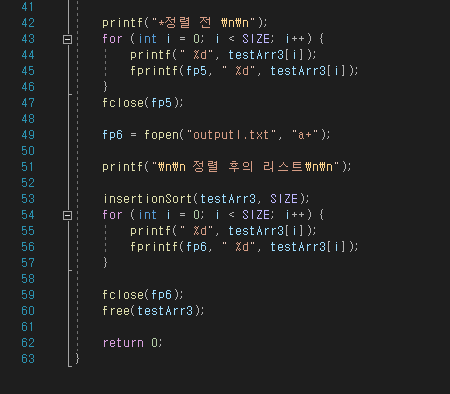 41
42 printf("*정렬 전 ₩n₩n");
43 for (int i = 0; i < SIZE; i++) {
44 printf(" %d", testArr3[i]);
45 fprintf(fp5, " %d", testArr3[i]);
46 }
47 fclose(fp5);
48
49 fp6 = fopen("outputI.txt", "a+");
50
51 printf("₩n₩n 정렬 후의 리스트₩n₩n");
52
53 insertionSort(testArr3, SIZE);
54 for (int i = 0; i < SIZE; i++) {
55 printf(" %d", testArr3[i]);
56 fprintf(fp6, " %d", testArr3[i]);
57 }
58
59 fclose(fp6);
60 free(testArr3);
61
62 return 0;
63 }